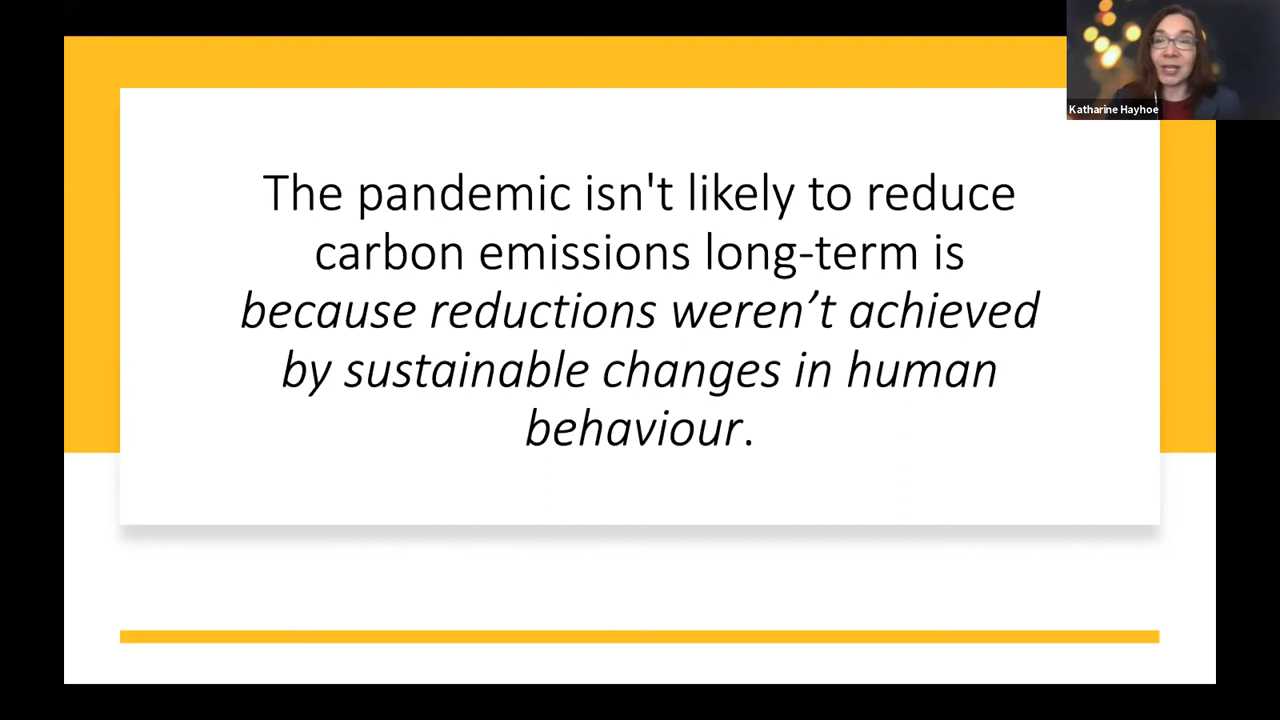 Katharine Hayhoe
The pandemic isn't likely to reduce
carbon emissions long-term is
because reductions weren’t achieved
by sustainable changes in human
behaviour.